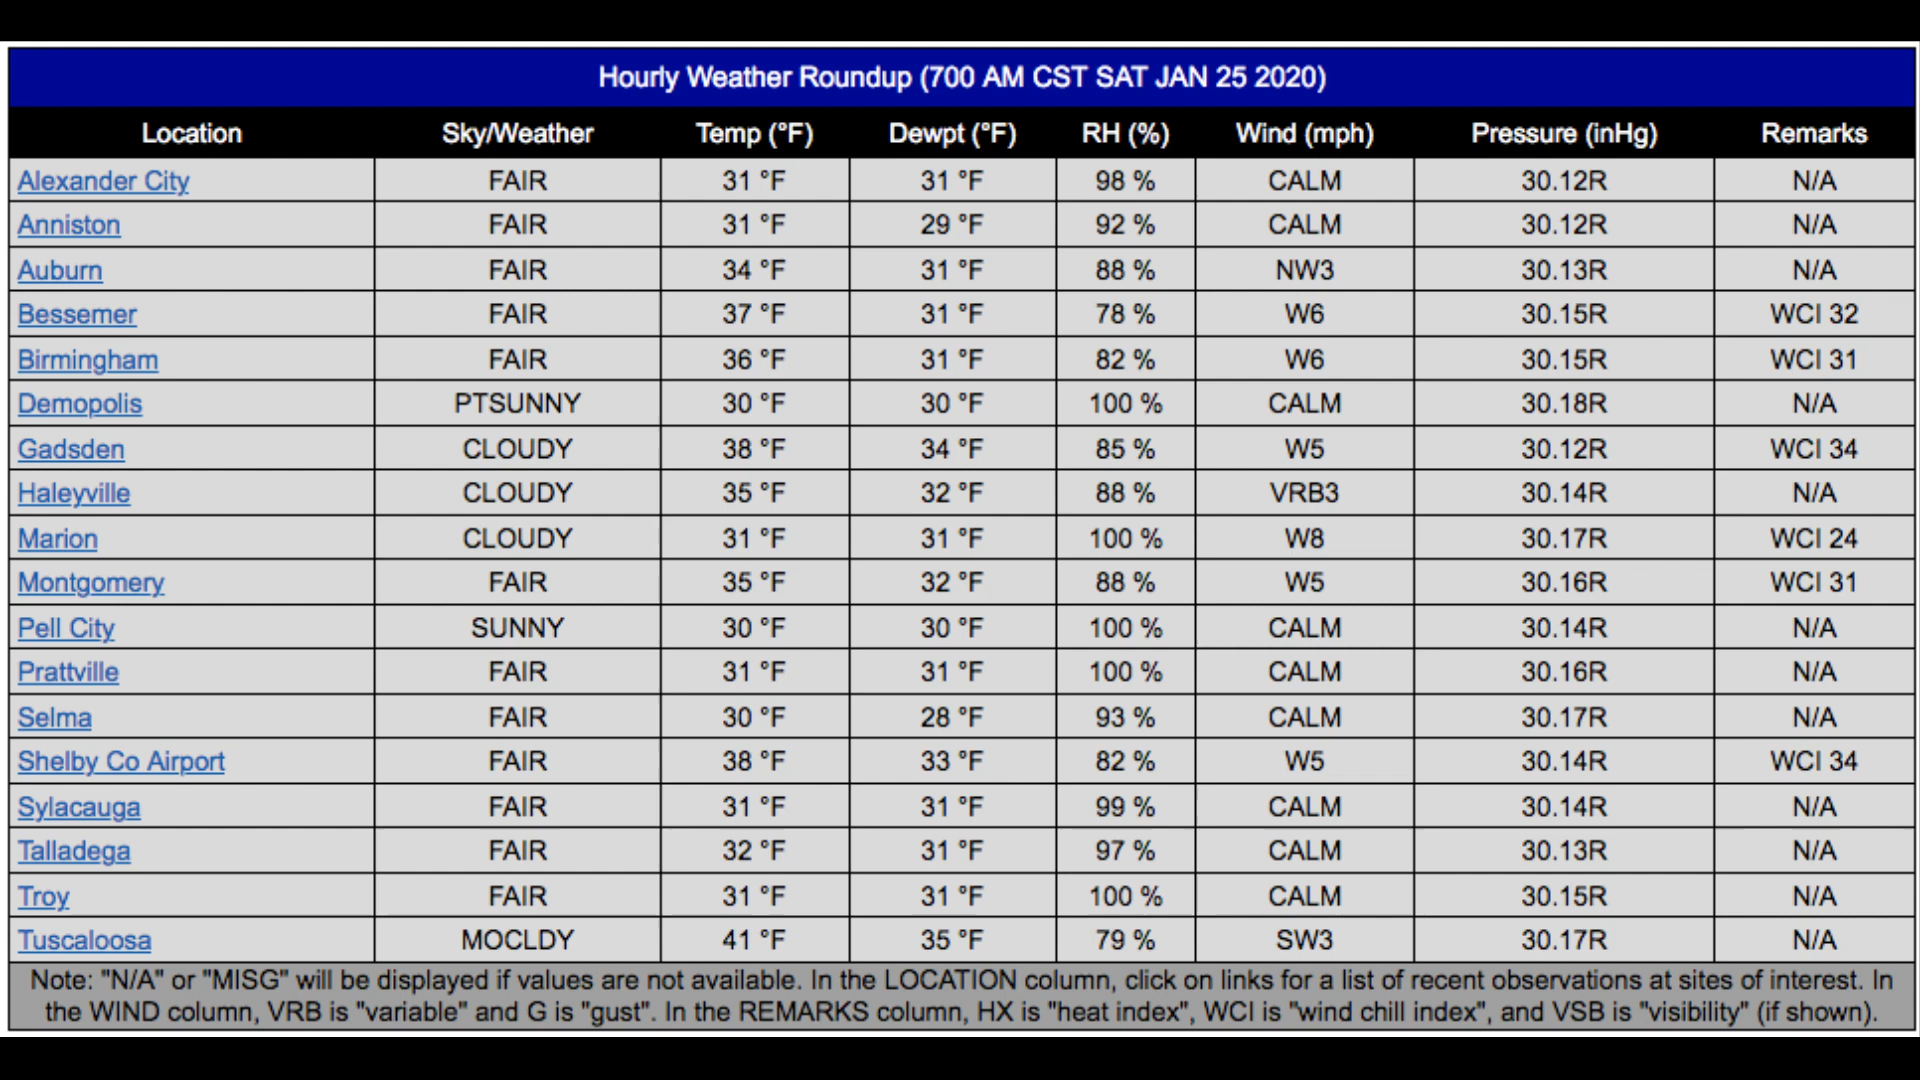 Hourly Weather Roundup (700 AM CST SAT JAN 25 2020)
Location Sky/Weather Temp (°F) Dewpt (°F) RH (%) Wind (mph) Pressure (inHg) Remarks
Alexander City FAIR 31 °F 31 °F 98 % CALM 30.12R N/A
Anniston FAIR 31 °F 29 °F 92 % CALM 30.12R N/A
Auburn FAIR 34 °F 31 °F 88 % NW3 30.13R N/A
Bessemer FAIR 37 °F 31 °F 78 % W6 30.15R WCI 32
Birmingham FAIR 36 °F 31 °F 82 % W6 30.15R WCI 31
Demopolis PTSUNNY 30 °F 30 °F 100 % CALM 30.18R N/A
Gadsden CLOUDY 38 °F 34 °F 85 % W5 30.12R WCI 34
Haleyville CLOUDY 35 °F 32 °F 88 % VRB3 30.14R N/A
Marion CLOUDY 31 °F 31 °F 100 % W8 30.17R WCI 24
Montgomery FAIR 35 °F 32 °F 88 % W5 30.16R WCI 31
Pell City SUNNY 30 °F 30 °F 100 % CALM 30.14R N/A
Prattville FAIR 31 °F 31 °F 100 % CALM 30.16R N/A
Selma FAIR 30 °F 28 °F 93 % CALM 30.17R N/A
Shelby Co Airport FAIR 38 °F 33 °F 82 % W5 30.14R WCI 34
Sylacauga FAIR 31 °F 31 °F 99 % CALM 30.14R N/A
Talladega FAIR 32 °F 31 °F 97 % CALM 30.13R N/A
Troy FAIR 31 °F 31 °F 100 % CALM 30.15R N/A
Tuscaloosa MOCLDY 41 °F 35 °F 79 % SW3 30.17R N/A
Note: "N/A" or "MISG" will be displayed if values are not available. In the LOCATION column, click on links for a list of recent observations at sites of interest. In
the WIND column, VRB is "variable" and G is "gust". In the REMARKS column, HX is "heat index", WCI is "wind chill index", and VSB is "visibility" (if shown).